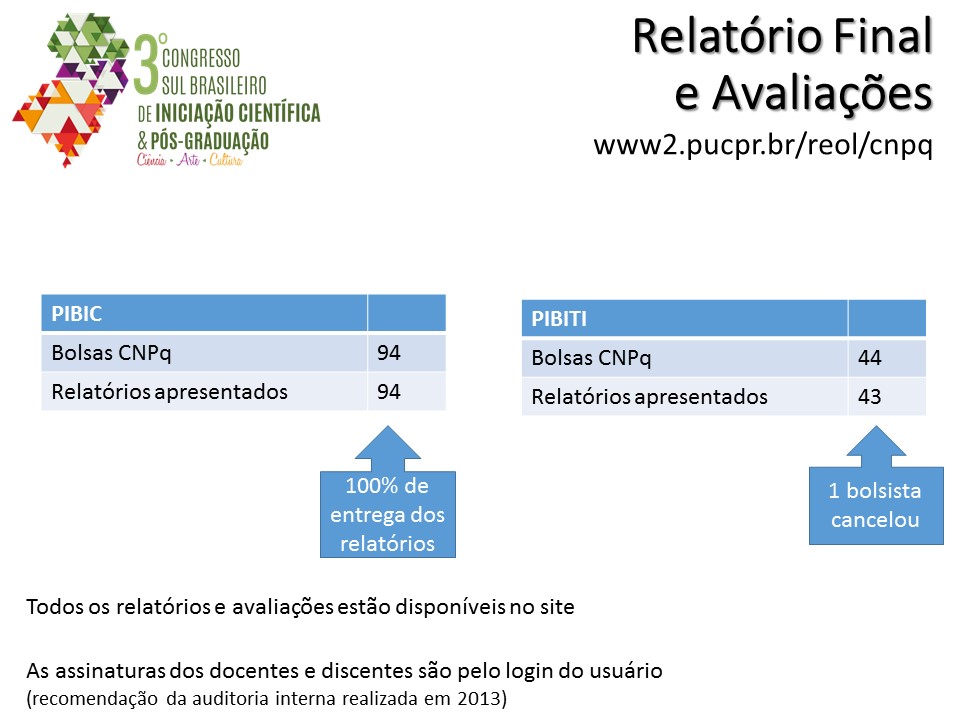 3º CONGRESSO
SUL BRASILEIRO
DE INICIAÇÃO CIENTÍFICA
& PÓS-GRADUAÇÃO
Ciência • Arte • Cultura
Relatório Final
e Avaliações
www2.pucpr.br/reol/cnpq
PIBIC
Bolsas CNPq 94
Relatórios apresentados 94
100% de
entrega dos
relatórios
PIBITI
Bolsas CNPq 44
Relatórios apresentados 43
1 bolsista
cancelou
Todos os relatórios e avaliações estão disponíveis no site
As assinaturas dos docentes e discentes são pelo login do usuário
(recomendação da auditoria interna realizada em 2013)